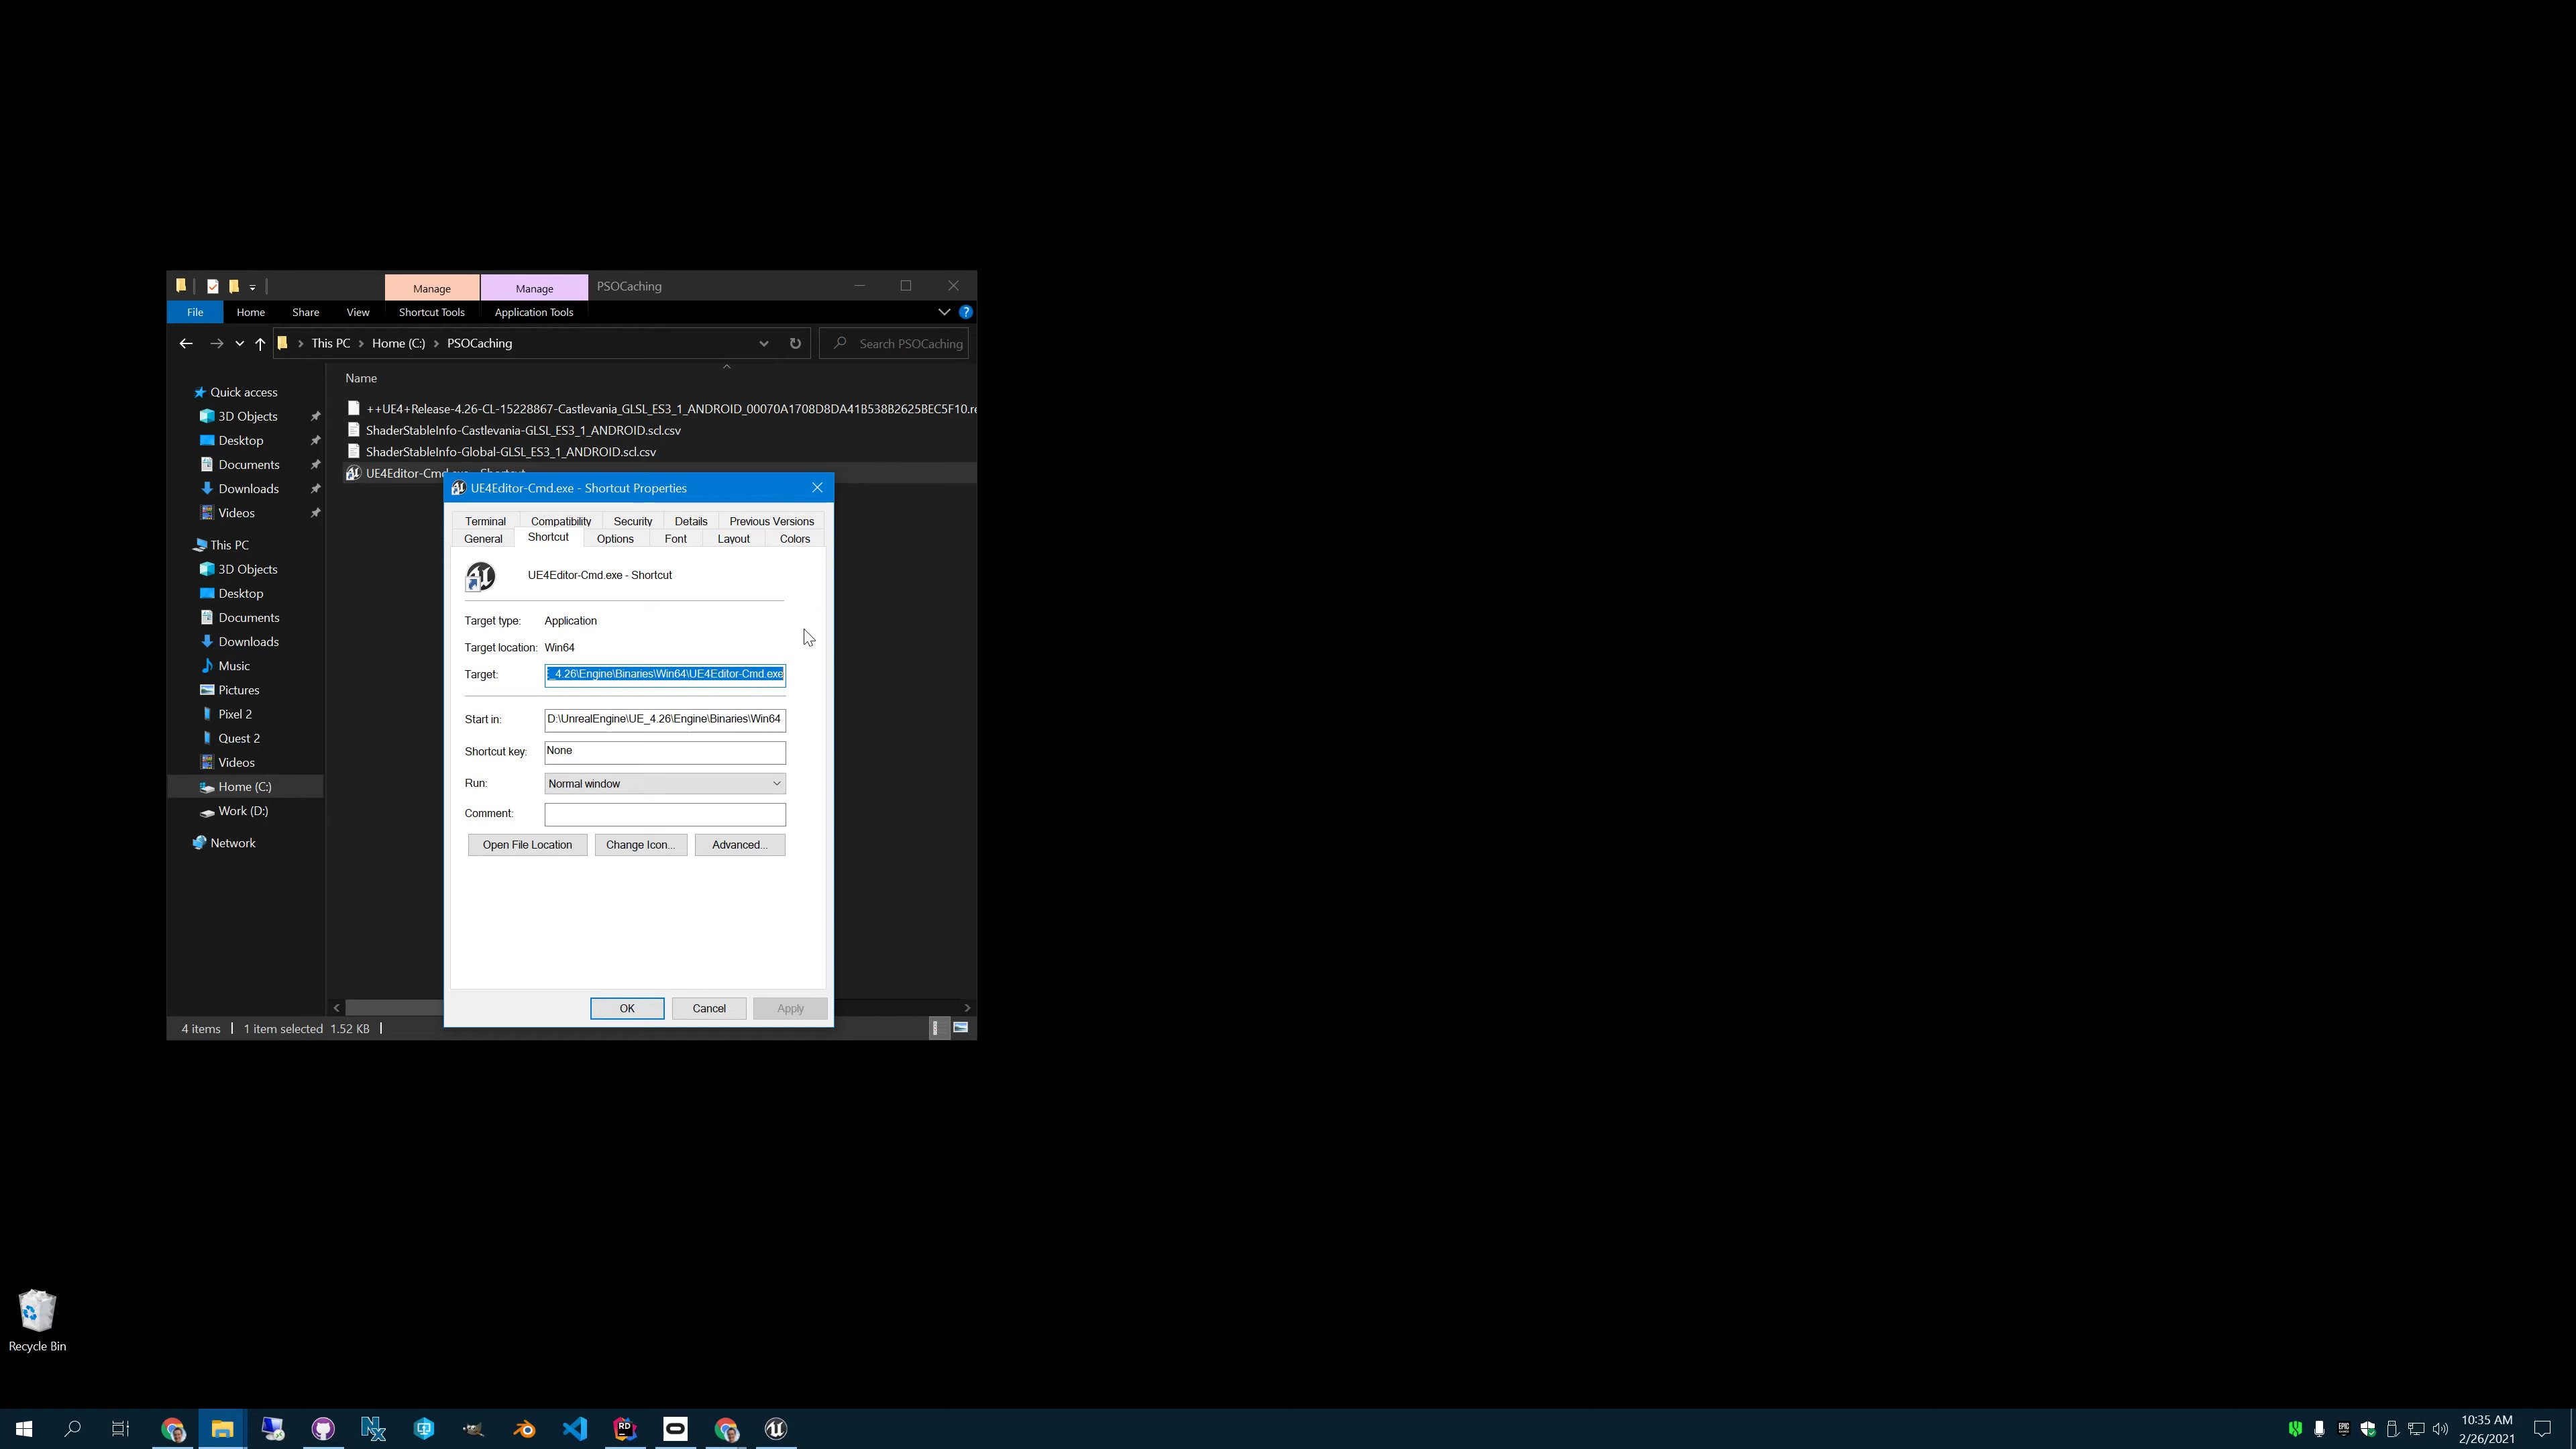 Manage
Manage
PSOCaching
File
Home
Share
View
Shortcut Tools
Application Tools
This PC
Home (C:)
PSOCaching
Search PSOCaching
Name
Quick access
3D Objects
Desktop
Documents
Downloads
Videos
This PC
3D Objects
Desktop
Documents
Downloads
Music
Pictures
Pixel 2
Quest 2
Videos
Home (C:)
Work (D:)
Network
++UE4+Release-4.26-CL-15228867-Castlevania_GLSL_ES3_1_ANDROID_00070A1708D8DA41B538B2625BEC5F10.re
ShaderStableInfo-Castlevania-GLSL_ES3_1_ANDROID.scl.csv
ShaderStableInfo-Global-GLSL_ES3_1_ANDROID.scl.csv
UE4Editor-Cmd.exe - Shortcut
UE4Editor-Cmd.exe - Shortcut Properties
Terminal
Compatibility
Security
Details
Previous Versions
General
Shortcut
Options
Font
Layout
Colors
UE4Editor-Cmd.exe - Shortcut
Target type: Application
Target location: Win64
Target: _4.26\Engine\Binaries\Win64\UE4Editor-Cmd.exe
Start in: D:\UnrealEngine\UE_4.26\Engine\Binaries\Win64
Shortcut key: None
Run: Normal window
Comment:
Open File Location
Change Icon...
Advanced...
OK
Cancel
Apply
4 items
1 item selected 1.52 KB
Recycle Bin
RD
EPIC
10:35 AM
2/26/2021